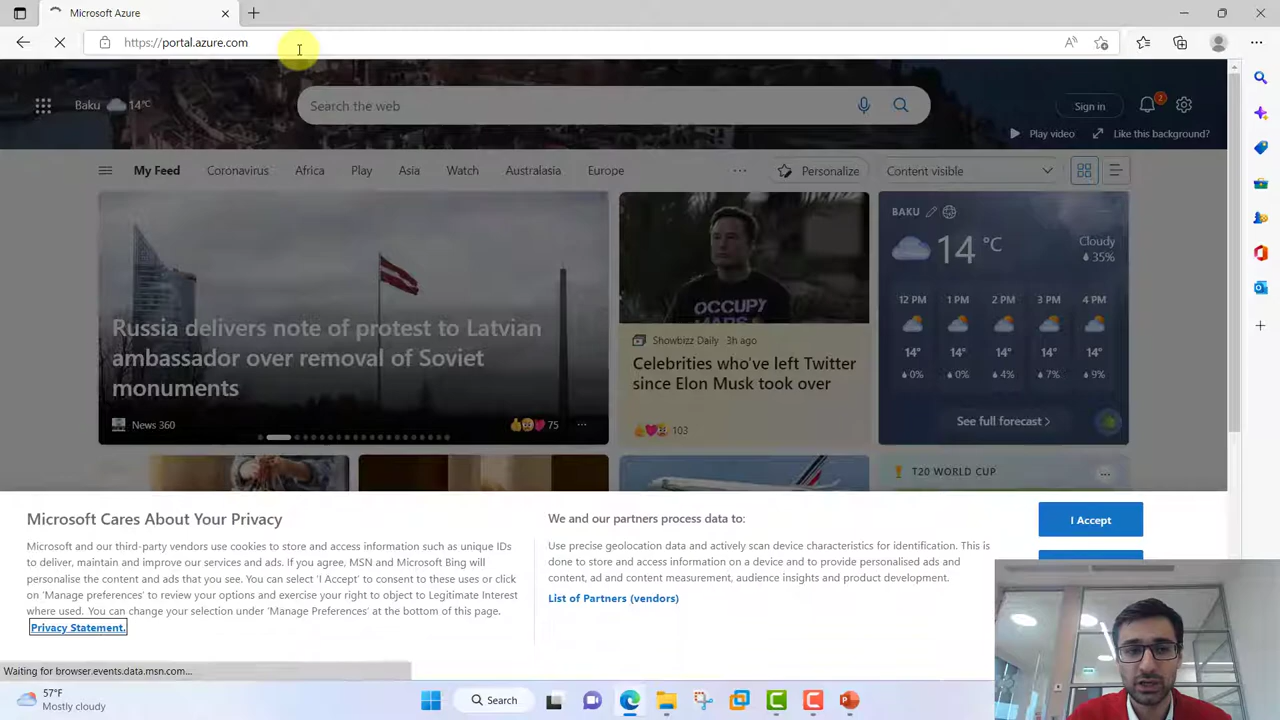 Microsoft Azure
https://portal.azure.com
Baku 14°C
Search the web
Sign in
2
Play video
Like this background?
My Feed
Coronavirus
Africa
Play
Asia
Watch
Australasia
Europe
Personalize
Content visible
Russia delivers note of protest to Latvian
ambassador over removal of Soviet
monuments
News 360
75
OCCUPY
MARS
Showbizz Daily · 3h ago
Celebrities who've left Twitter
since Elon Musk took over
103
BAKU
14 °C
Cloudy
35%
12 PM 1 PM 2 PM 3 PM 4 PM
14° 14° 14° 14° 14°
0% 0% 4% 7% 9%
See full forecast
T20 WORLD CUP
Microsoft Cares About Your Privacy
Microsoft and our third-party vendors use cookies to store and access information such as unique IDs
to deliver, maintain and improve our services and ads. If you agree, MSN and Microsoft Bing will
personalise the content and ads that you see. You can select 'I Accept' to consent to these uses or click
on 'Manage preferences' to review your options and exercise your right to object to Legitimate Interest
where used. You can change your selection under 'Manage Preferences' at the bottom of this page.
Privacy Statement.
We and our partners process data to:
Use precise geolocation data and actively scan device characteristics for identification. This is
done to store and access information on a device and to provide personalised ads and
content, ad and content measurement, audience insights and product development.
List of Partners (vendors)
I Accept
Waiting for browser.events.data.msn.com...
57°F
Mostly cloudy
Search